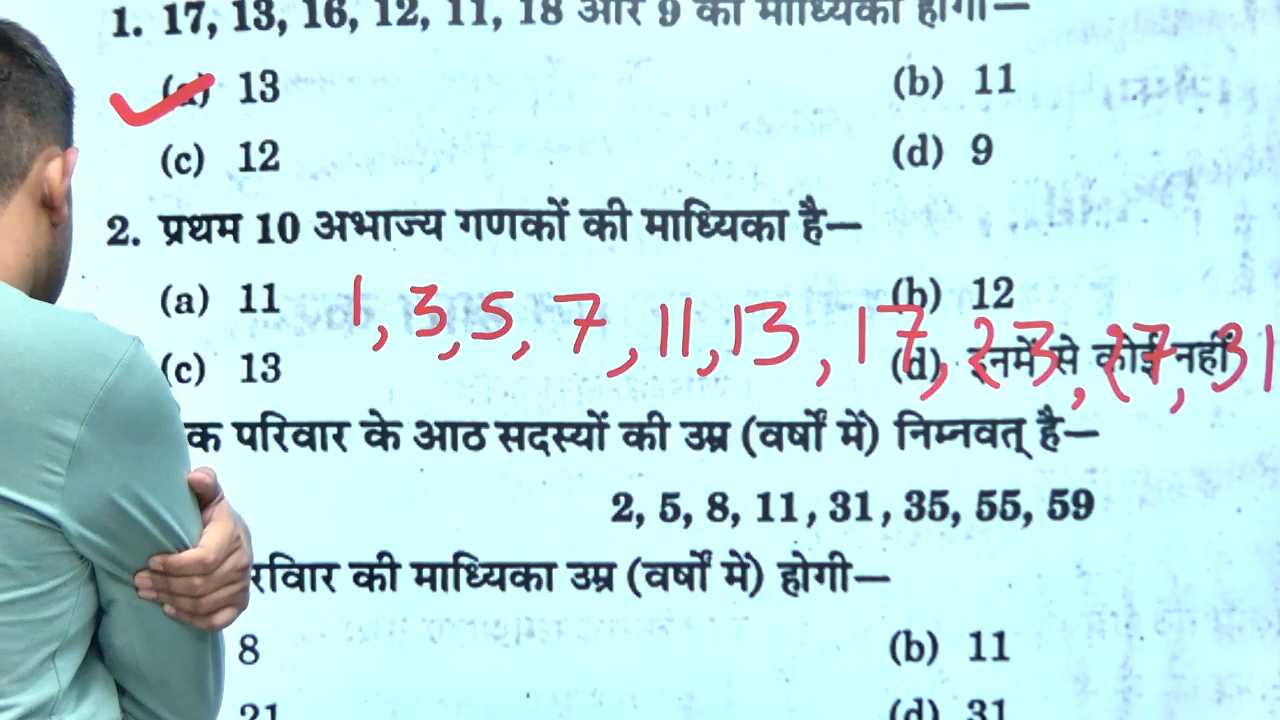 1. 17, 13, 16, 12, 11, 18 और 9 की माध्यिका होगी—
(a) 13 (b) 11
(c) 12 (d) 9
2. प्रथम 10 अभाज्य गणकों की माध्यिका है—
(a) 11 (b) 12
1, 3, 5, 7, 11, 13, 17, 23, 27, 31
(c) 13 (d) इनमें से कोई नहीं
क परिवार के आठ सदस्यों की उम्र (वर्षों में) निम्नवत् है—
2, 5, 8, 11, 31, 35, 55, 59
रविार की माध्यिका उम्र (वर्षों में) होगी—
8 (b) 11
21 (d) 31